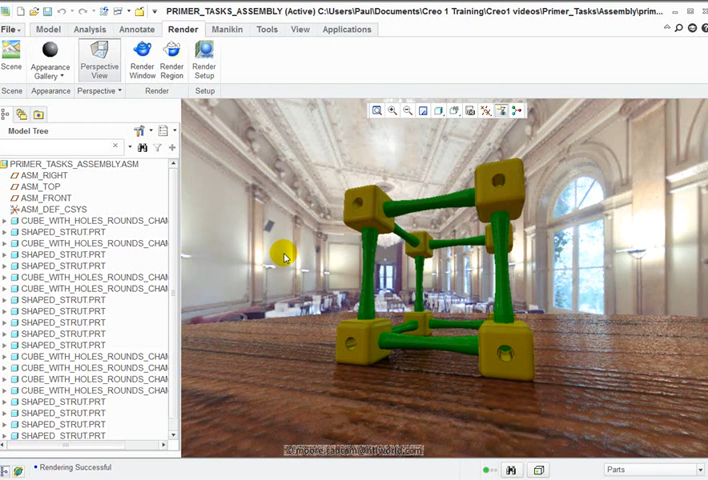 PRIMER_TASKS_ASSEMBLY (Active) C:\Users\Paul\Documents\Creo 1 Training\Creo1 videos\Primer_Tasks\Assembly\prim...
File Model Analysis Annotate Render Manikin Tools View Applications
Scene Appearance Gallery Perspective View Render Window Render Region Render Setup
Scene Appearance Perspective Render Setup
Model Tree
PRIMER_TASKS_ASSEMBLY.ASM
ASM_RIGHT
ASM_TOP
ASM_FRONT
ASM_DEF_CSYS
CUBE_WITH_HOLES_ROUNDS_CHAM
SHAPED_STRUT.PRT
CUBE_WITH_HOLES_ROUNDS_CHAM
SHAPED_STRUT.PRT
SHAPED_STRUT.PRT
CUBE_WITH_HOLES_ROUNDS_CHAM
CUBE_WITH_HOLES_ROUNDS_CHAM
SHAPED_STRUT.PRT
SHAPED_STRUT.PRT
SHAPED_STRUT.PRT
SHAPED_STRUT.PRT
SHAPED_STRUT.PRT
CUBE_WITH_HOLES_ROUNDS_CHAM
CUBE_WITH_HOLES_ROUNDS_CHAM
CUBE_WITH_HOLES_ROUNDS_CHAM
CUBE_WITH_HOLES_ROUNDS_CHAM
SHAPED_STRUT.PRT
SHAPED_STRUT.PRT
SHAPED_STRUT.PRT
SHAPED_STRUT.PRT
Rendering Successful
Parts